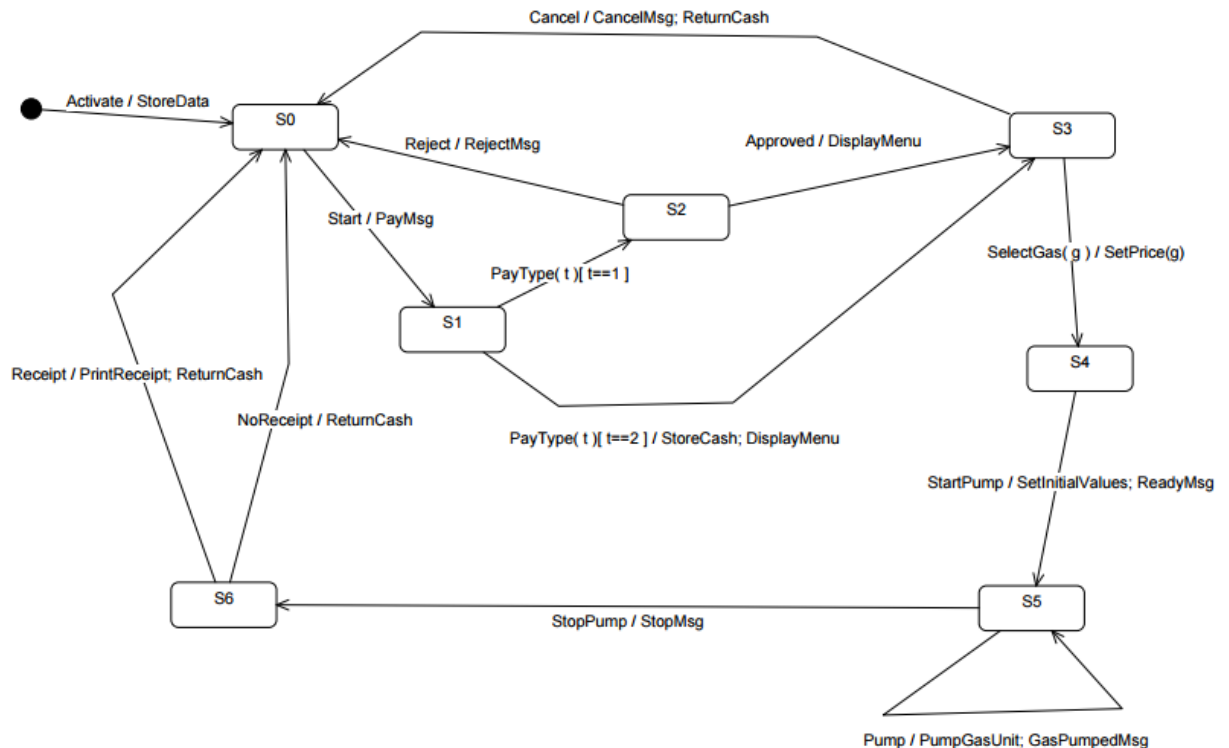 Cancel / CancelMsg; ReturnCash
Activate / StoreData
S0
S3
Reject / RejectMsg
Approved / DisplayMenu
S2
Start / PayMsg
SelectGas( g ) / SetPrice(g)
PayType( t )[ t==1 ]
S1
S4
Receipt / PrintReceipt; ReturnCash
NoReceipt / ReturnCash
PayType( t )[ t==2 ] / StoreCash; DisplayMenu
StartPump / SetInitialValues; ReadyMsg
S6
S5
StopPump / StopMsg
Pump / PumpGasUnit; GasPumpedMsg